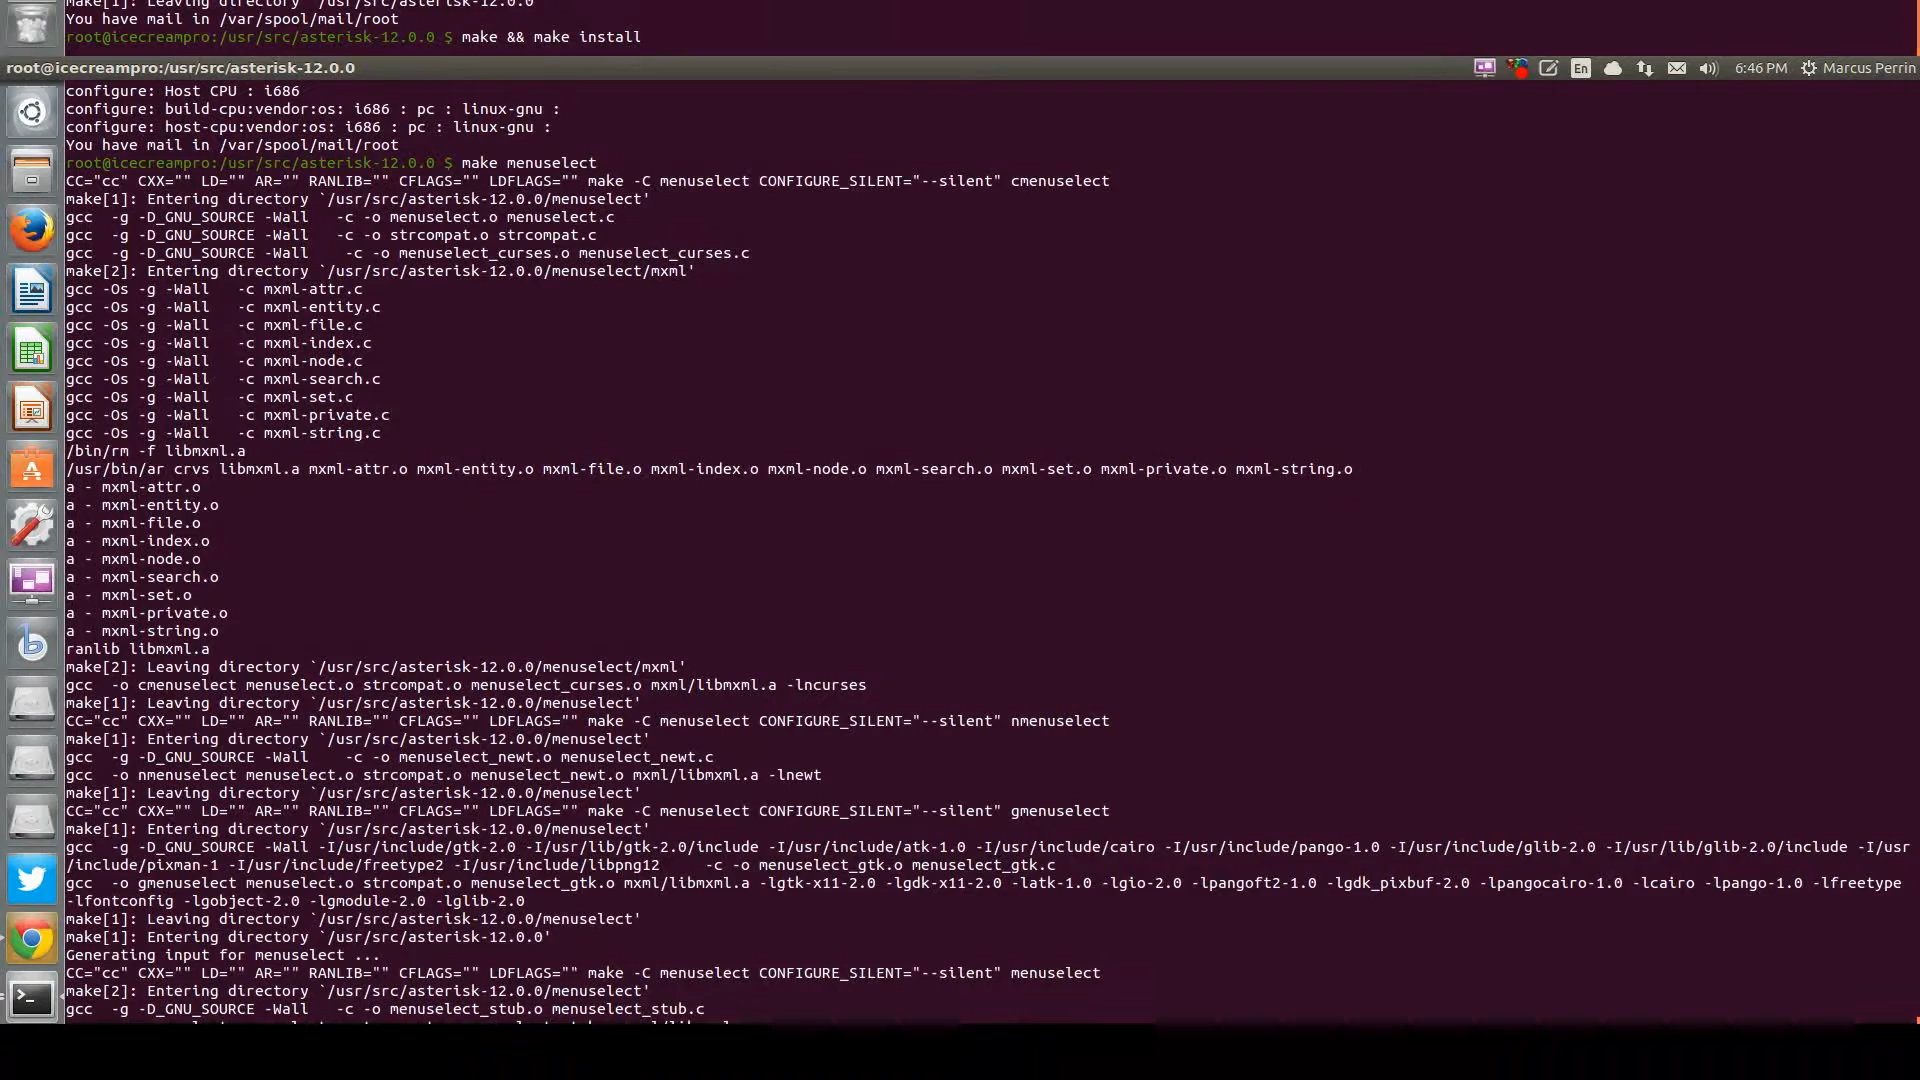 make[1]: Leaving directory `/usr/src/asterisk-12.0.0'
You have mail in /var/spool/mail/root
root@icecreampro:/usr/src/asterisk-12.0.0 $ make && make install
root@icecreampro:/usr/src/asterisk-12.0.0 En 6:46 PM Marcus Perrin
configure: Host CPU : i686
configure: build-cpu:vendor:os: i686 : pc : linux-gnu :
configure: host-cpu:vendor:os: i686 : pc : linux-gnu :
You have mail in /var/spool/mail/root
root@icecreampro:/usr/src/asterisk-12.0.0 $ make menuselect
CC="cc" CXX="" LD="" AR="" RANLIB="" CFLAGS="" LDFLAGS="" make -C menuselect CONFIGURE_SILENT="--silent" cmenuselect
make[1]: Entering directory `/usr/src/asterisk-12.0.0/menuselect'
gcc  -g -D_GNU_SOURCE -Wall   -c -o menuselect.o menuselect.c
gcc  -g -D_GNU_SOURCE -Wall   -c -o strcompat.o strcompat.c
gcc  -g -D_GNU_SOURCE -Wall    -c -o menuselect_curses.o menuselect_curses.c
make[2]: Entering directory `/usr/src/asterisk-12.0.0/menuselect/mxml'
gcc -Os -g -Wall   -c mxml-attr.c
gcc -Os -g -Wall   -c mxml-entity.c
gcc -Os -g -Wall   -c mxml-file.c
gcc -Os -g -Wall   -c mxml-index.c
gcc -Os -g -Wall   -c mxml-node.c
gcc -Os -g -Wall   -c mxml-search.c
gcc -Os -g -Wall   -c mxml-set.c
gcc -Os -g -Wall   -c mxml-private.c
gcc -Os -g -Wall   -c mxml-string.c
/bin/rm -f libmxml.a
/usr/bin/ar crvs libmxml.a mxml-attr.o mxml-entity.o mxml-file.o mxml-index.o mxml-node.o mxml-search.o mxml-set.o mxml-private.o mxml-string.o
a - mxml-attr.o
a - mxml-entity.o
a - mxml-file.o
a - mxml-index.o
a - mxml-node.o
a - mxml-search.o
a - mxml-set.o
a - mxml-private.o
a - mxml-string.o
ranlib libmxml.a
make[2]: Leaving directory `/usr/src/asterisk-12.0.0/menuselect/mxml'
gcc  -o cmenuselect menuselect.o strcompat.o menuselect_curses.o mxml/libmxml.a -lncurses
make[1]: Leaving directory `/usr/src/asterisk-12.0.0/menuselect'
CC="cc" CXX="" LD="" AR="" RANLIB="" CFLAGS="" LDFLAGS="" make -C menuselect CONFIGURE_SILENT="--silent" nmenuselect
make[1]: Entering directory `/usr/src/asterisk-12.0.0/menuselect'
gcc  -g -D_GNU_SOURCE -Wall    -c -o menuselect_newt.o menuselect_newt.c
gcc  -o nmenuselect menuselect.o strcompat.o menuselect_newt.o mxml/libmxml.a -lnewt
make[1]: Leaving directory `/usr/src/asterisk-12.0.0/menuselect'
CC="cc" CXX="" LD="" AR="" RANLIB="" CFLAGS="" LDFLAGS="" make -C menuselect CONFIGURE_SILENT="--silent" gmenuselect
make[1]: Entering directory `/usr/src/asterisk-12.0.0/menuselect'
gcc  -g -D_GNU_SOURCE -Wall -I/usr/include/gtk-2.0 -I/usr/lib/gtk-2.0/include -I/usr/include/atk-1.0 -I/usr/include/cairo -I/usr/include/pango-1.0 -I/usr/include/glib-2.0 -I/usr/lib/glib-2.0/include -I/usr
/include/pixman-1 -I/usr/include/freetype2 -I/usr/include/libpng12     -c -o menuselect_gtk.o menuselect_gtk.c
gcc  -o gmenuselect menuselect.o strcompat.o menuselect_gtk.o mxml/libmxml.a -lgtk-x11-2.0 -lgdk-x11-2.0 -latk-1.0 -lgio-2.0 -lpangoft2-1.0 -lgdk_pixbuf-2.0 -lpangocairo-1.0 -lcairo -lpango-1.0 -lfreetype
-lfontconfig -lgobject-2.0 -lgmodule-2.0 -lglib-2.0
make[1]: Leaving directory `/usr/src/asterisk-12.0.0/menuselect'
make[1]: Entering directory `/usr/src/asterisk-12.0.0'
Generating input for menuselect ...
CC="cc" CXX="" LD="" AR="" RANLIB="" CFLAGS="" LDFLAGS="" make -C menuselect CONFIGURE_SILENT="--silent" menuselect
make[2]: Entering directory `/usr/src/asterisk-12.0.0/menuselect'
gcc  -g -D_GNU_SOURCE -Wall   -c -o menuselect_stub.o menuselect_stub.c